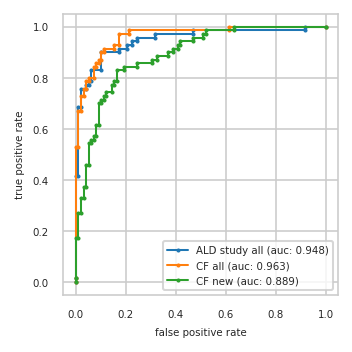 1.0
0.8
0.6
0.4
0.2
0.0
true positive rate
ALD study all (auc: 0.948)
CF all (auc: 0.963)
CF new (auc: 0.889)
0.0 0.2 0.4 0.6 0.8 1.0
false positive rate